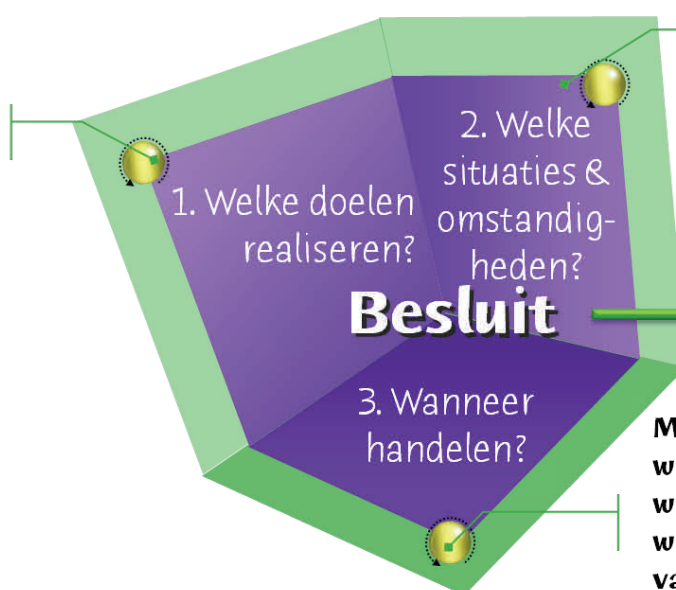 1. Welke doelen
realiseren?
2. Welke
situaties &
omstandig-
heden?
Besluit
3. Wanneer
handelen?